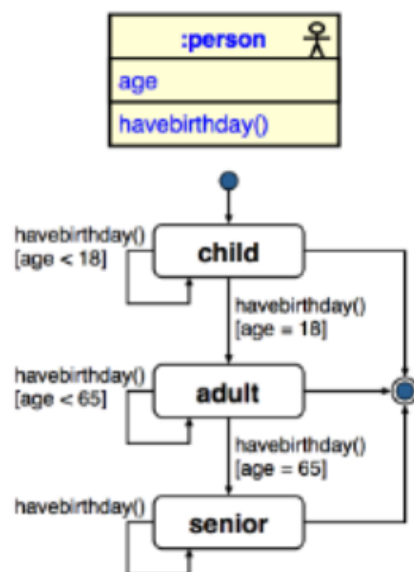 :person
age
havebirthday()
havebirthday()
[age < 18]
child
havebirthday()
[age = 18]
havebirthday()
[age < 65]
adult
havebirthday()
[age = 65]
havebirthday()
senior